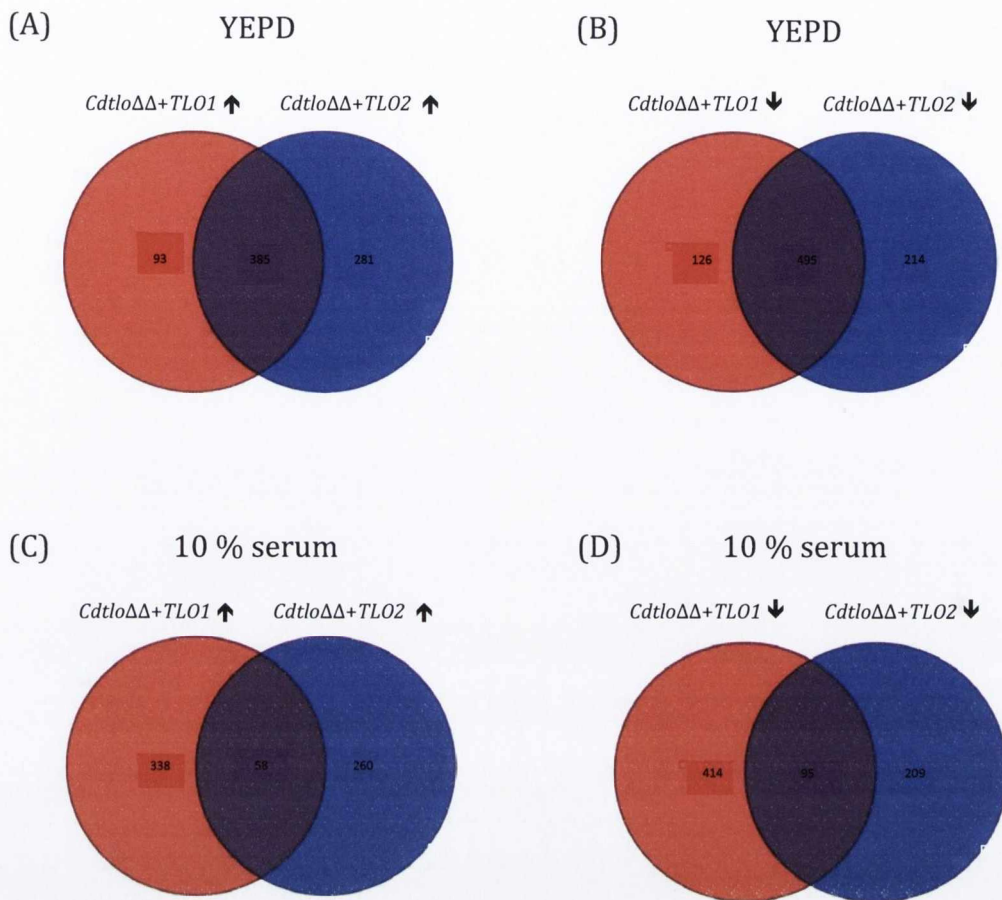 (A) YEPD
CdtloΔΔ+TLO1 ↑ CdtloΔΔ+TLO2 ↑
93 385 281
(B) YEPD
CdtloΔΔ+TLO1 ↓ CdtloΔΔ+TLO2 ↓
126 495 214
(C) 10 % serum
CdtloΔΔ+TLO1 ↑ CdtloΔΔ+TLO2 ↑
338 58 260
(D) 10 % serum
CdtloΔΔ+TLO1 ↓ CdtloΔΔ+TLO2 ↓
414 95 209